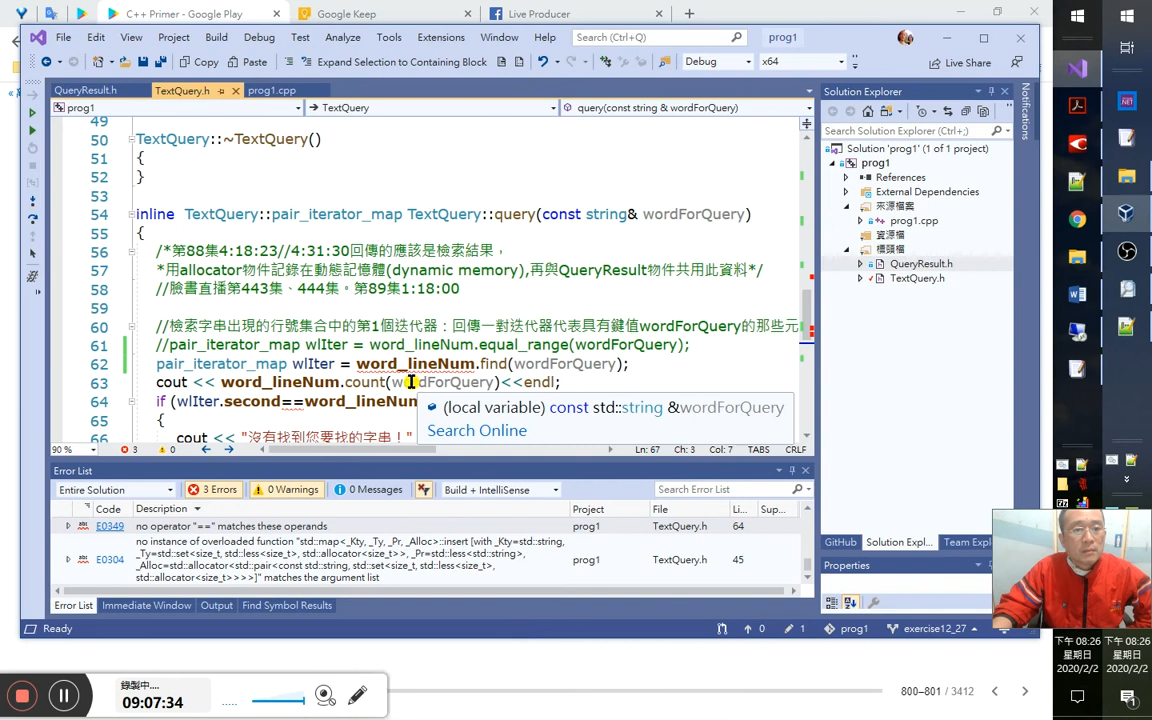 C++ Primer - Google Play
Google Keep
Live Producer
File Edit View Project Build Debug Test Analyze Tools Extensions Window Help
Search (Ctrl+Q)
prog1
Copy Paste Expand Selection to Containing Block
Debug x64
Live Share
QueryResult.h TextQuery.h prog1.cpp
prog1 TextQuery query(const string & wordForQuery)
49
50 TextQuery::~TextQuery()
51 {
52 }
53
54 inline TextQuery::pair_iterator_map TextQuery::query(const string& wordForQuery)
55 {
56 /*第88集4:18:23//4:31:30回傳的應該是檢索結果，
57 *用allocator物件記錄在動態記憶體(dynamic memory),再與QueryResult物件共用此資料*/
58 //臉書直播第443集、444集。第89集1:18:00
59
60 //檢索字串出現的行號集合中的第1個迭代器：回傳一對迭代器代表具有鍵值wordForQuery的那些元
61 //pair_iterator_map wlIter = word_lineNum.equal_range(wordForQuery);
62 pair_iterator_map wlIter = word_lineNum.find(wordForQuery);
63 cout << word_lineNum.count(wordForQuery)<<endl;
64 if (wlIter.second==word_lineNum
65 {
66 cout << "沒有找到您要找的字串！"
(local variable) const std::string &wordForQuery
Search Online
90 %
3
0
Ln: 67 Ch: 3 Col: 7 TABS CRLF
Error List
Entire Solution 3 Errors 0 Warnings 0 Messages Build + IntelliSense Search Error List
Code Description Project File Li... Sup...
E0349 no operator "==" matches these operands prog1 TextQuery.h 64
E0304 no instance of overloaded function "std::map<_Kty, _Ty, _Pr, _Alloc>::insert [with _Kty=std::string,
_Ty=std::set<size_t, std::less<size_t>, std::allocator<size_t>>, _Pr=std::less<std::string>,
_Alloc=std::allocator<std::pair<const std::string, std::set<size_t, std::less<size_t>,
std::allocator<size_t>>>>]" matches the argument list
prog1 TextQuery.h 45
Error List Immediate Window Output Find Symbol Results
Ready
0
1
prog1
exercise12_27
Solution Explorer
Search Solution Explorer (Ctrl+;)
Solution 'prog1' (1 of 1 project)
prog1
References
External Dependencies
來源檔案
prog1.cpp
資源檔
標頭檔
QueryResult.h
TextQuery.h
GitHub Solution Expl... Team Expl
Properties
Notifications
下午 08:26
星期日
2020/2/2
下午 08:26
星期日
2020/2/2
錄製中....
09:07:34
800–801 / 3412